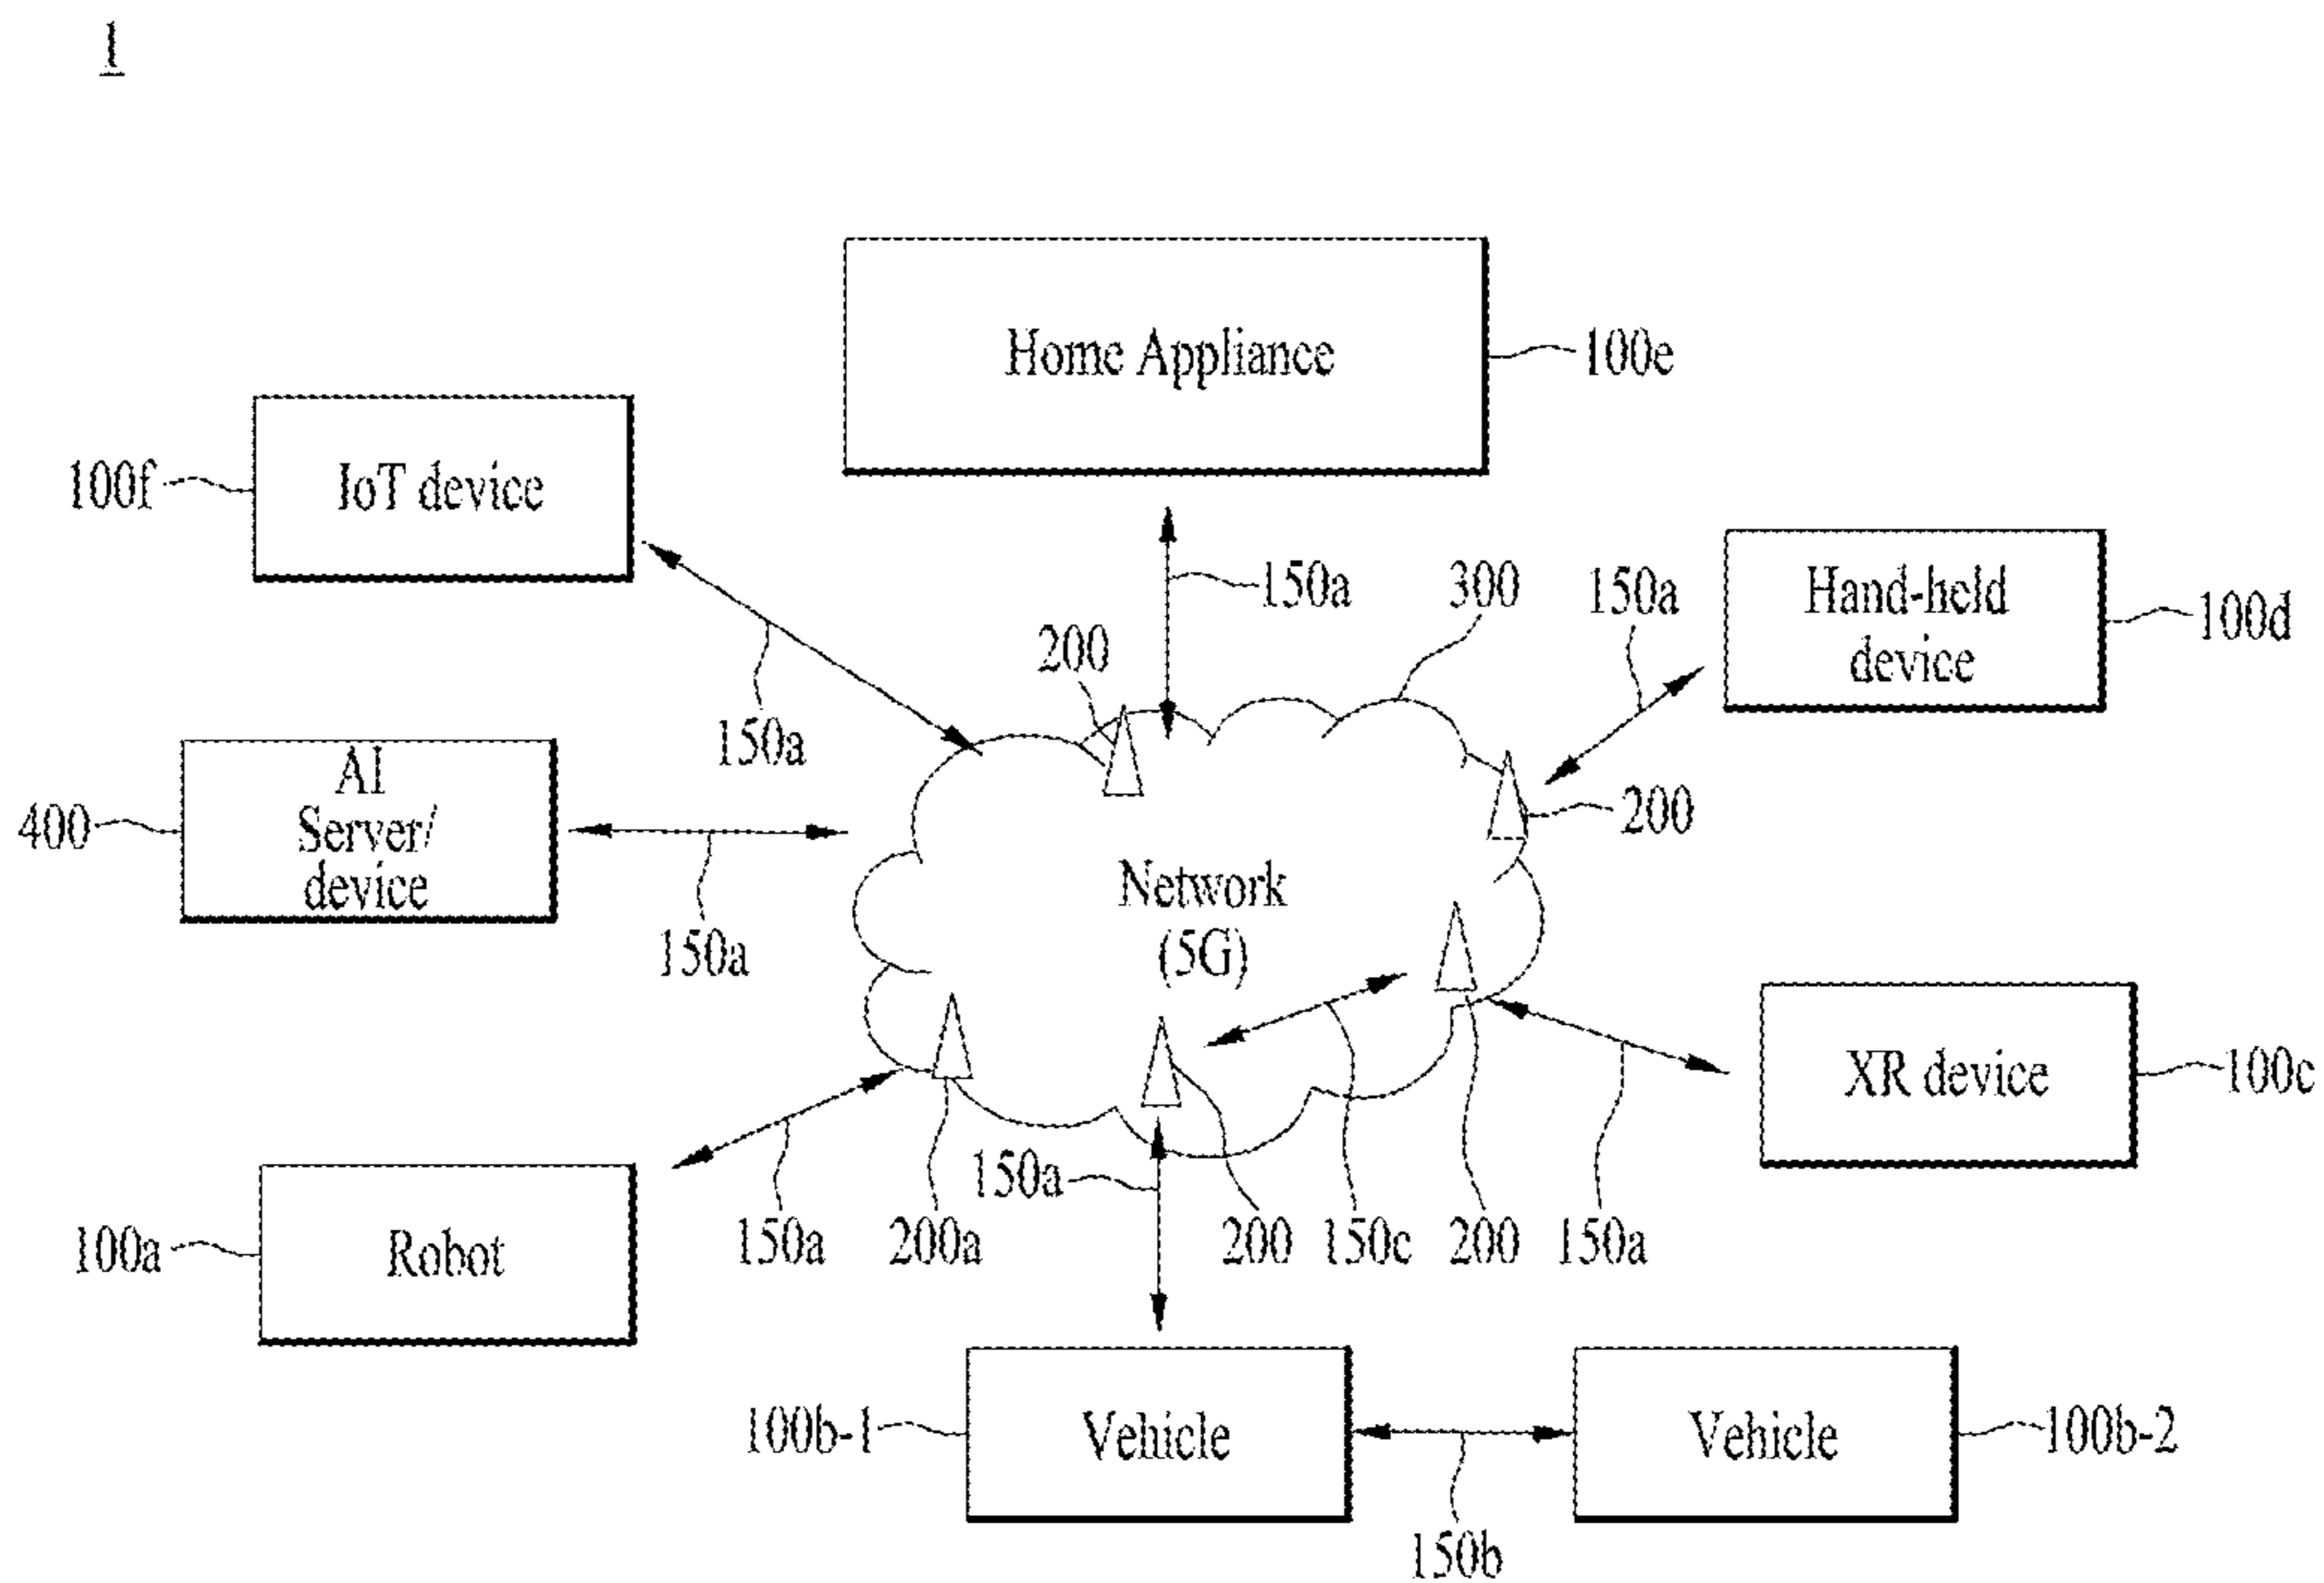 1
Home Appliance
100e
100f
IoT device
150a
300
150a
Hand-held
device
100d
200
150a
AI
Server/
device
400
200
Network
(5G)
150a
XR device
100c
150a
100a
Robot
150a
200a
200
150c
200
150a
100b-1
Vehicle
Vehicle
100b-2
150b